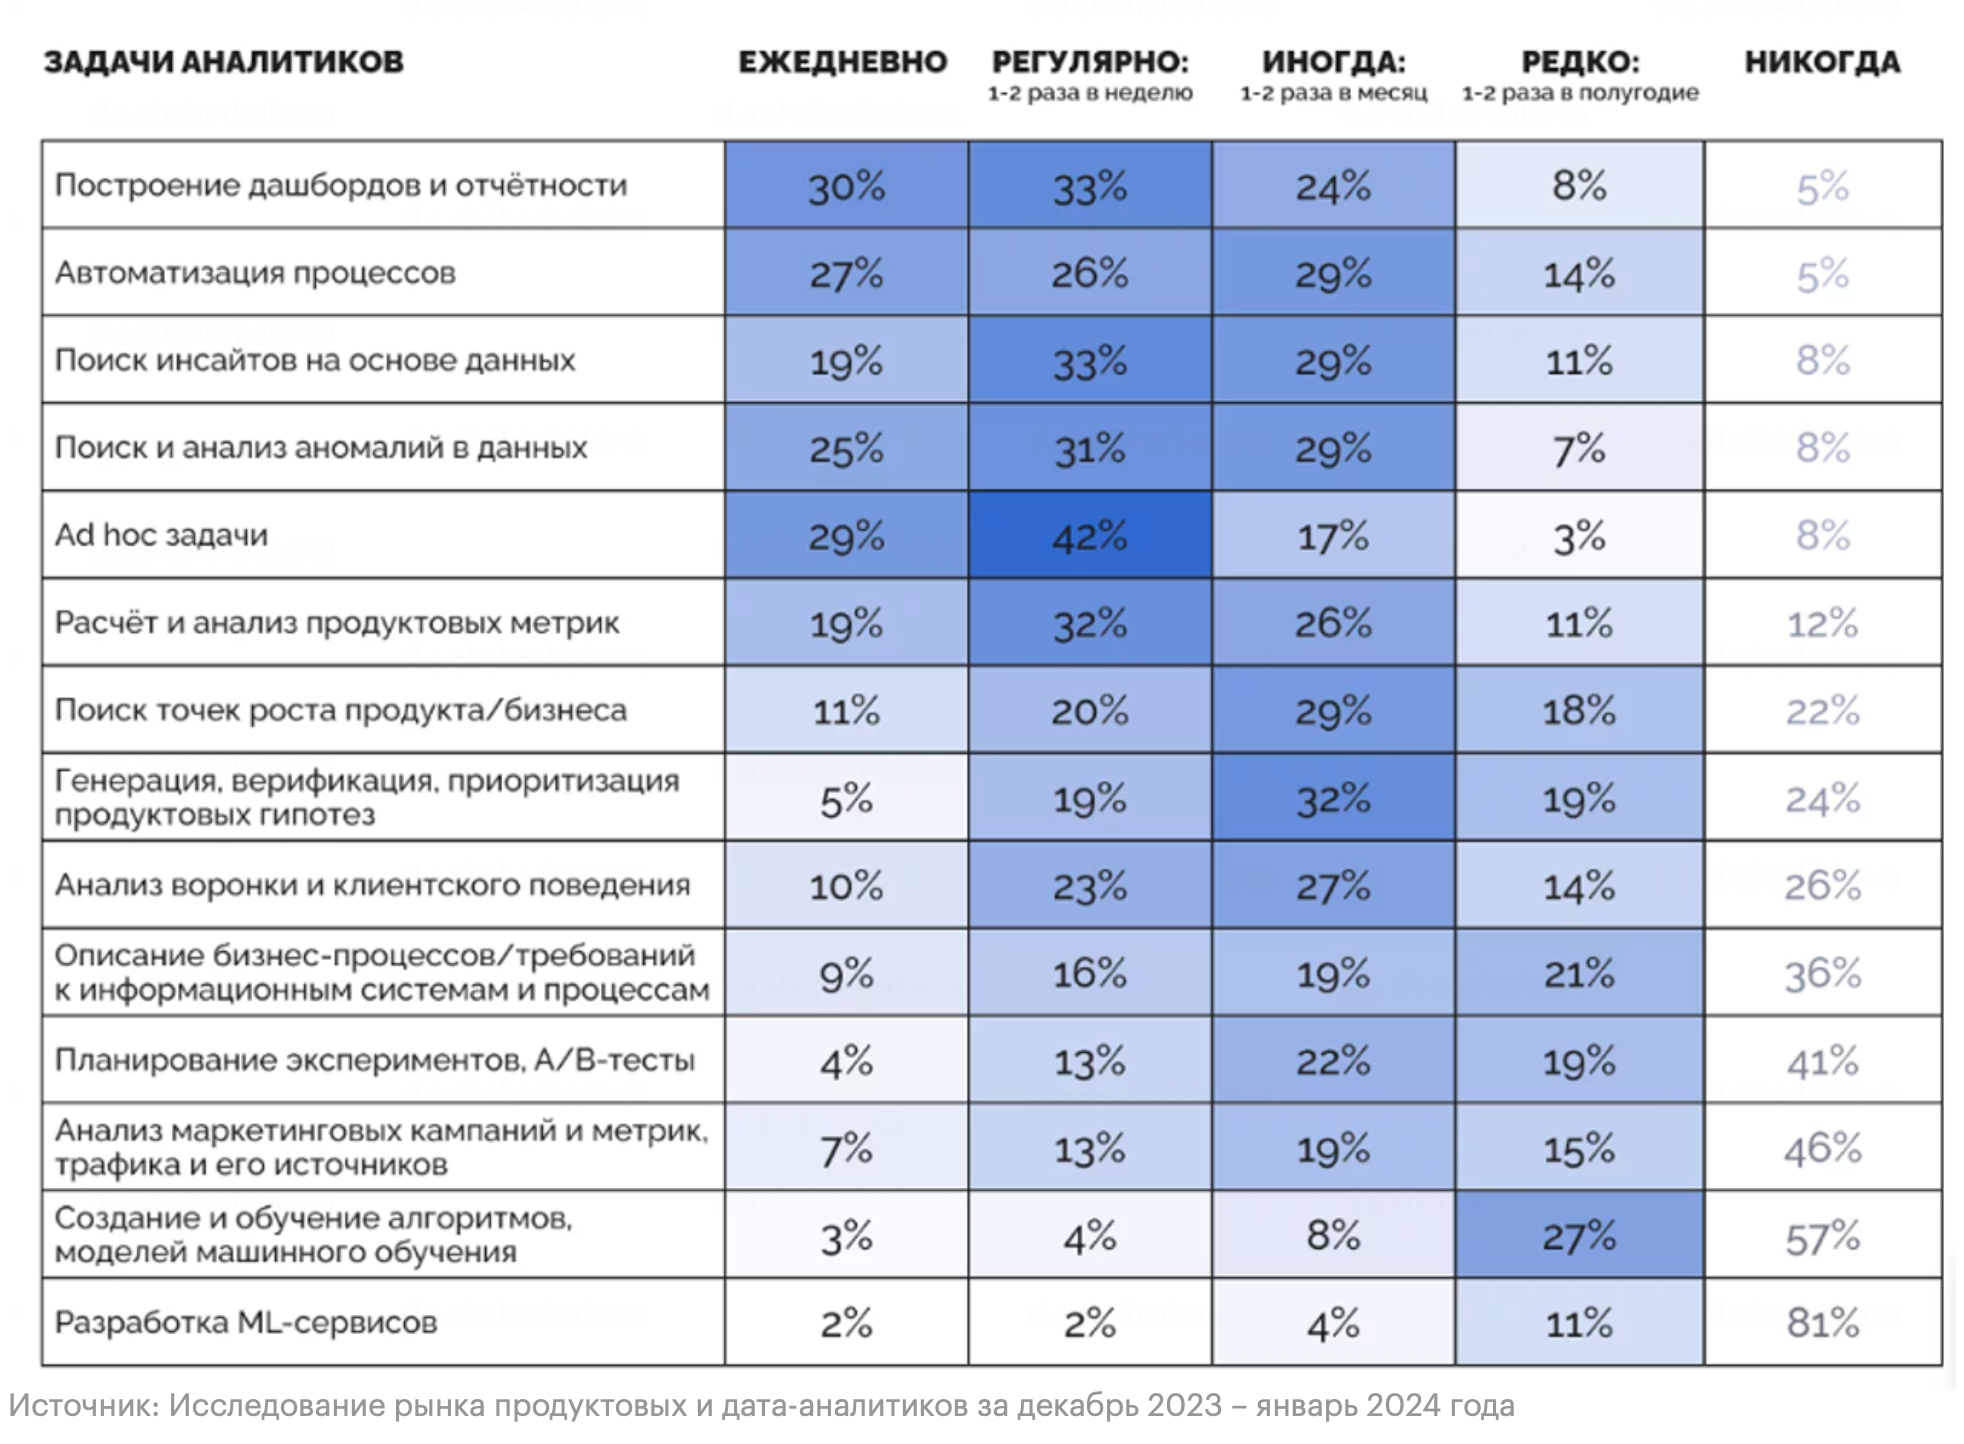 ЗАДАЧИ АНАЛИТИКОВ ЕЖЕДНЕВНО РЕГУЛЯРНО: ИНОГДА: РЕДКО: НИКОГДА
1-2 раза в неделю 1-2 раза в месяц 1-2 раза в полугодие
Построение дашбордов и отчётности 30% 33% 24% 8% 5%
Автоматизация процессов 27% 26% 29% 14% 5%
Поиск инсайтов на основе данных 19% 33% 29% 11% 8%
Поиск и анализ аномалий в данных 25% 31% 29% 7% 8%
Ad hoc задачи 29% 42% 17% 3% 8%
Расчёт и анализ продуктовых метрик 19% 32% 26% 11% 12%
Поиск точек роста продукта/бизнеса 11% 20% 29% 18% 22%
Генерация, верификация, приоритизация
продуктовых гипотез 5% 19% 32% 19% 24%
Анализ воронки и клиентского поведения 10% 23% 27% 14% 26%
Описание бизнес-процессов/требований
к информационным системам и процессам 9% 16% 19% 21% 36%
Планирование экспериментов, A/B-тесты 4% 13% 22% 19% 41%
Анализ маркетинговых кампаний и метрик,
трафика и его источников 7% 13% 19% 15% 46%
Создание и обучение алгоритмов,
моделей машинного обучения 3% 4% 8% 27% 57%
Разработка ML-сервисов 2% 2% 4% 11% 81%
Источник: Исследование рынка продуктовых и дата-аналитиков за декабрь 2023 – январь 2024 года